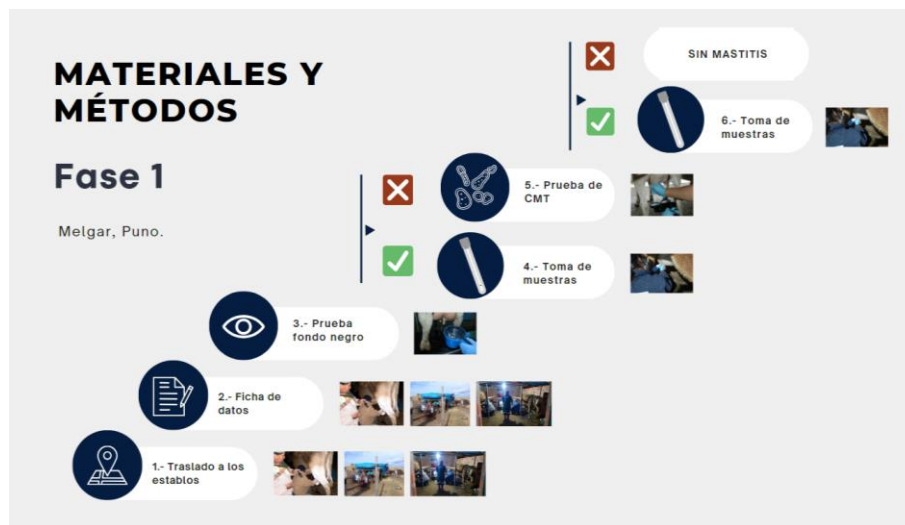 MATERIALES Y
MÉTODOS
Fase 1
Melgar, Puno.
SIN MASTITIS
6.- Toma de
muestras
5.- Prueba de
CMT
4.- Toma de
muestras
3.- Prueba
fondo negro
2.- Ficha de
datos
1.- Traslado a los
establos